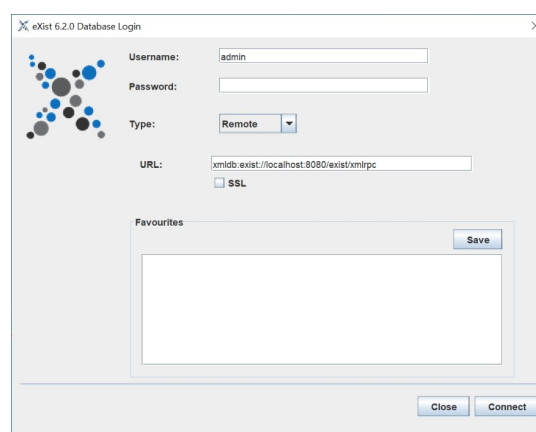 eXist 6.2.0 Database Login
Username: admin
Password:
Type: Remote
URL: xmldb:exist://localhost:8080/exist/xmlrpc
SSL
Favourites
Save
Close Connect